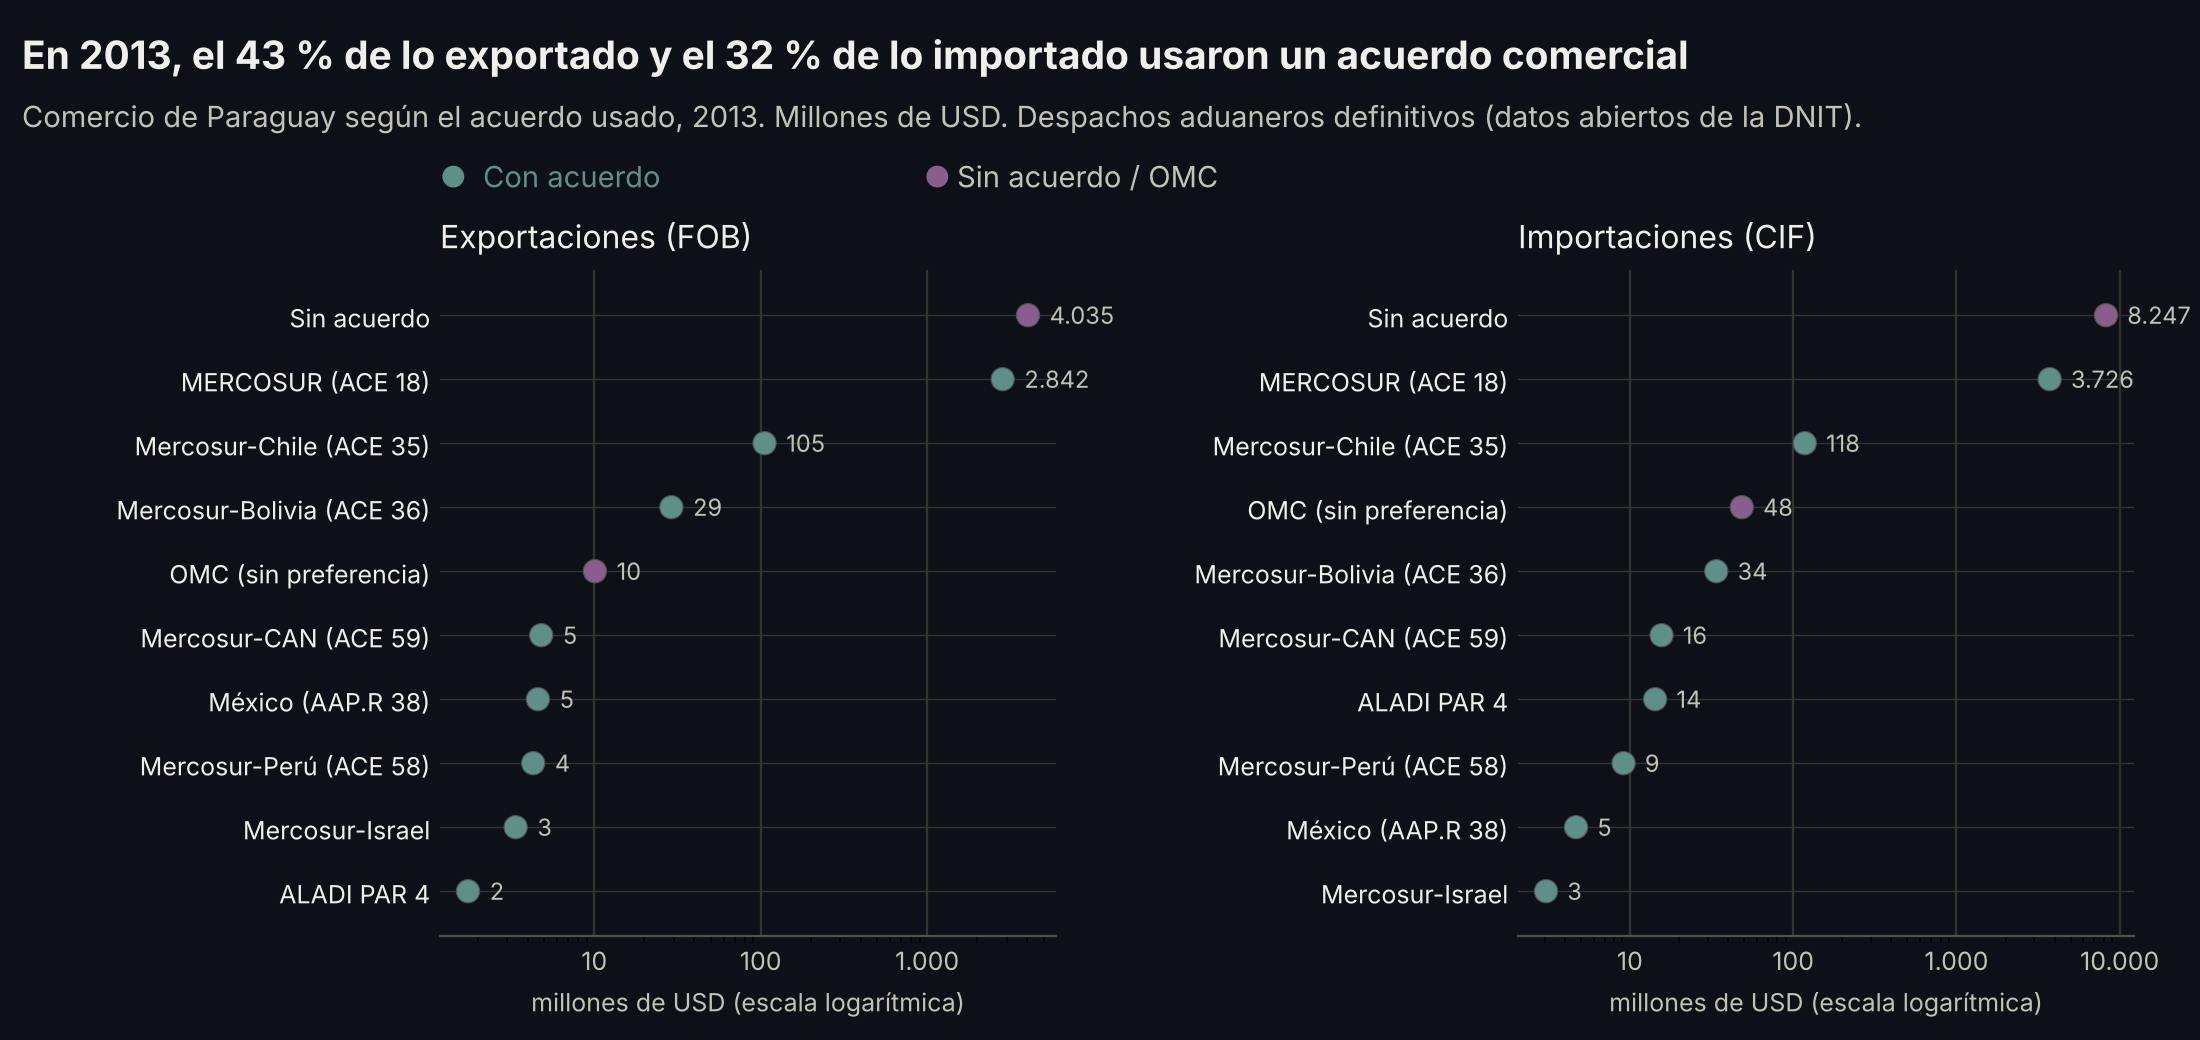 En 2013, el 43 % de lo exportado y el 32 % de lo importado usaron un acuerdo comercial
Comercio de Paraguay según el acuerdo usado, 2013. Millones de USD. Despachos aduaneros definitivos (datos abiertos de la DNIT).
Con acuerdo
Sin acuerdo / OMC
Exportaciones (FOB)
Sin acuerdo 4.035
MERCOSUR (ACE 18) 2.842
Mercosur-Chile (ACE 35) 105
Mercosur-Bolivia (ACE 36) 29
OMC (sin preferencia) 10
Mercosur-CAN (ACE 59) 5
México (AAP.R 38) 5
Mercosur-Perú (ACE 58) 4
Mercosur-Israel 3
ALADI PAR 4 2
10 100 1.000
millones de USD (escala logarítmica)
Importaciones (CIF)
Sin acuerdo 8.247
MERCOSUR (ACE 18) 3.726
Mercosur-Chile (ACE 35) 118
OMC (sin preferencia) 48
Mercosur-Bolivia (ACE 36) 34
Mercosur-CAN (ACE 59) 16
ALADI PAR 4 14
Mercosur-Perú (ACE 58) 9
México (AAP.R 38) 5
Mercosur-Israel 3
10 100 1.000 10.000
millones de USD (escala logarítmica)